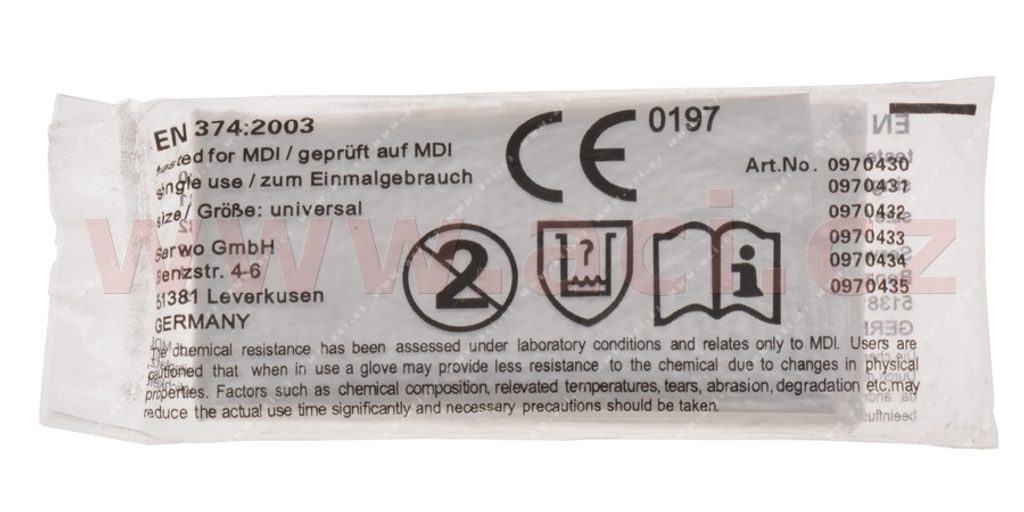 EN 374:2003
tested for MDI / geprüft auf MDI
single use / zum Einmalgebrauch
size / Größe: universal
Serwo GmbH
Benzstr. 4-6
51381 Leverkusen
GERMANY
CE 0197
Art.No. 0970430
0970431
0970432
0970433
0970434
0970435
2
?
i
The chemical resistance has been assessed under laboratory conditions and relates only to MDI. Users are
cautioned that when in use a glove may provide less resistance to the chemical due to changes in physical
properties. Factors such as chemical composition, relevated temperatures, tears, abrasion, degradation etc.may
reduce the actual use time significantly and necessary precautions should be taken.
www.aci.cz